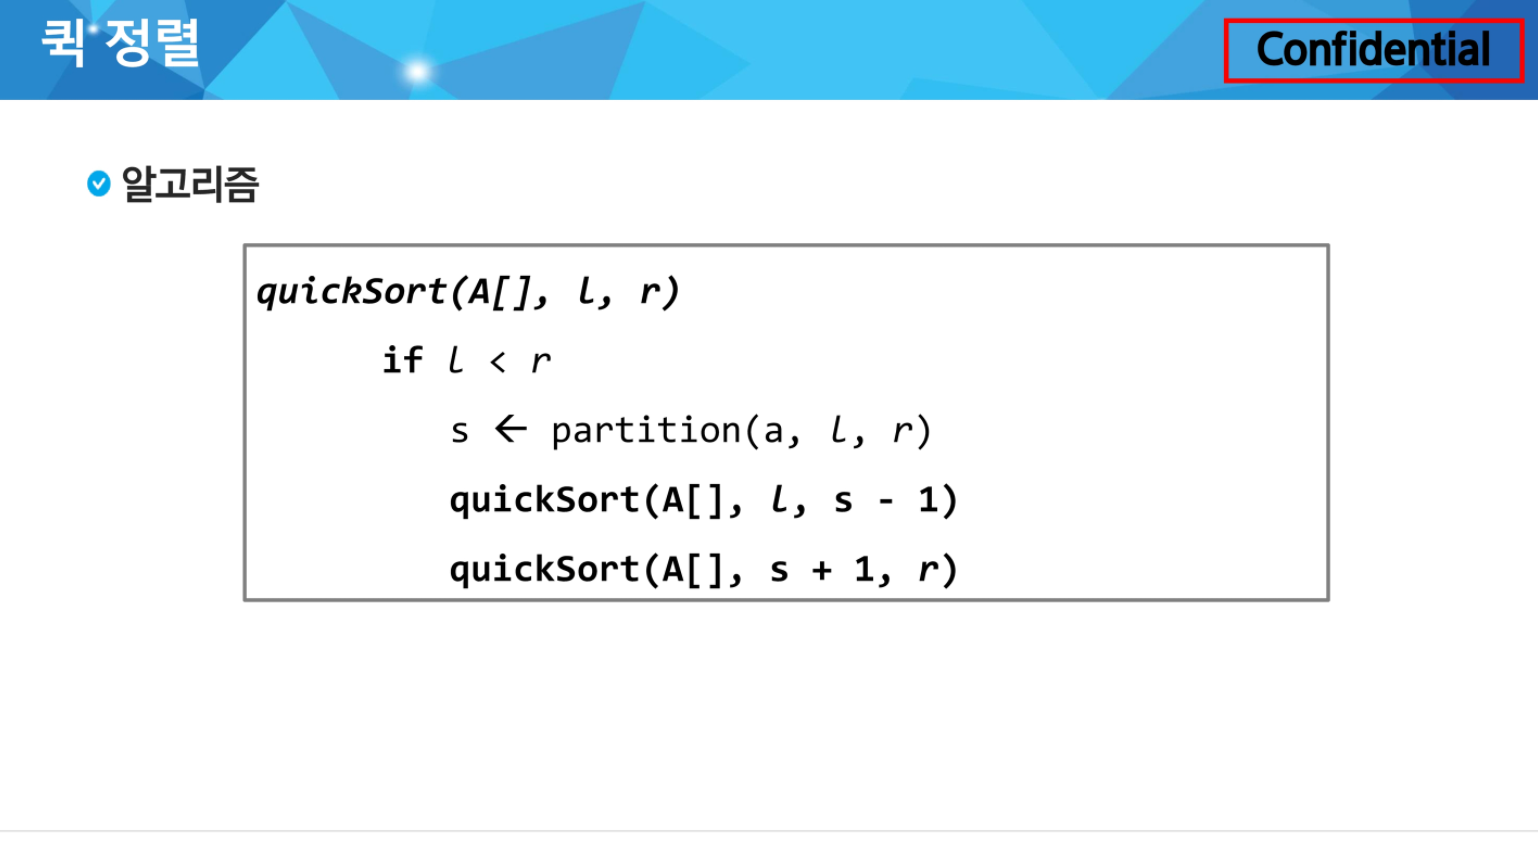 퀵 정렬
Confidential
알고리즘
quickSort(A[], l, r)
if l < r
s ← partition(a, l, r)
quickSort(A[], l, s - 1)
quickSort(A[], s + 1, r)